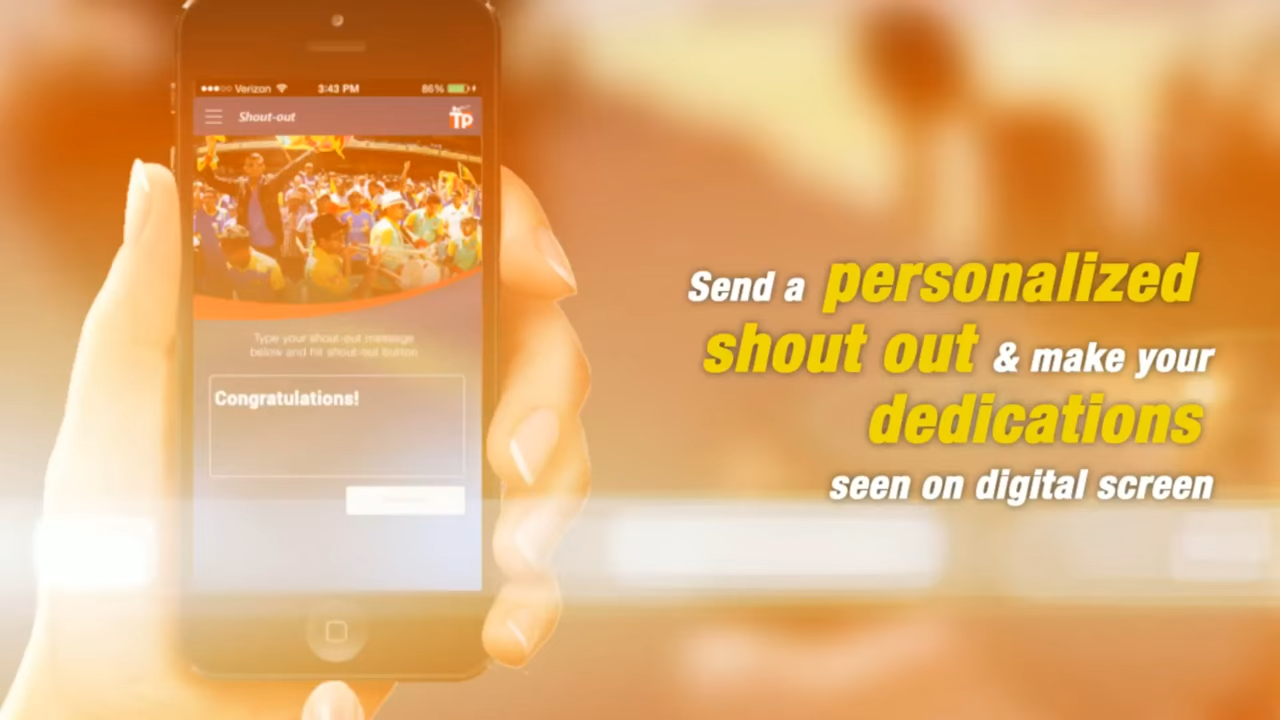 Verizon 3:43 PM 86%
Shout-out
TP
Type your shout-out message
below and hit shout-out button
Congratulations!
Send a personalized
shout out & make your
dedications
seen on digital screen